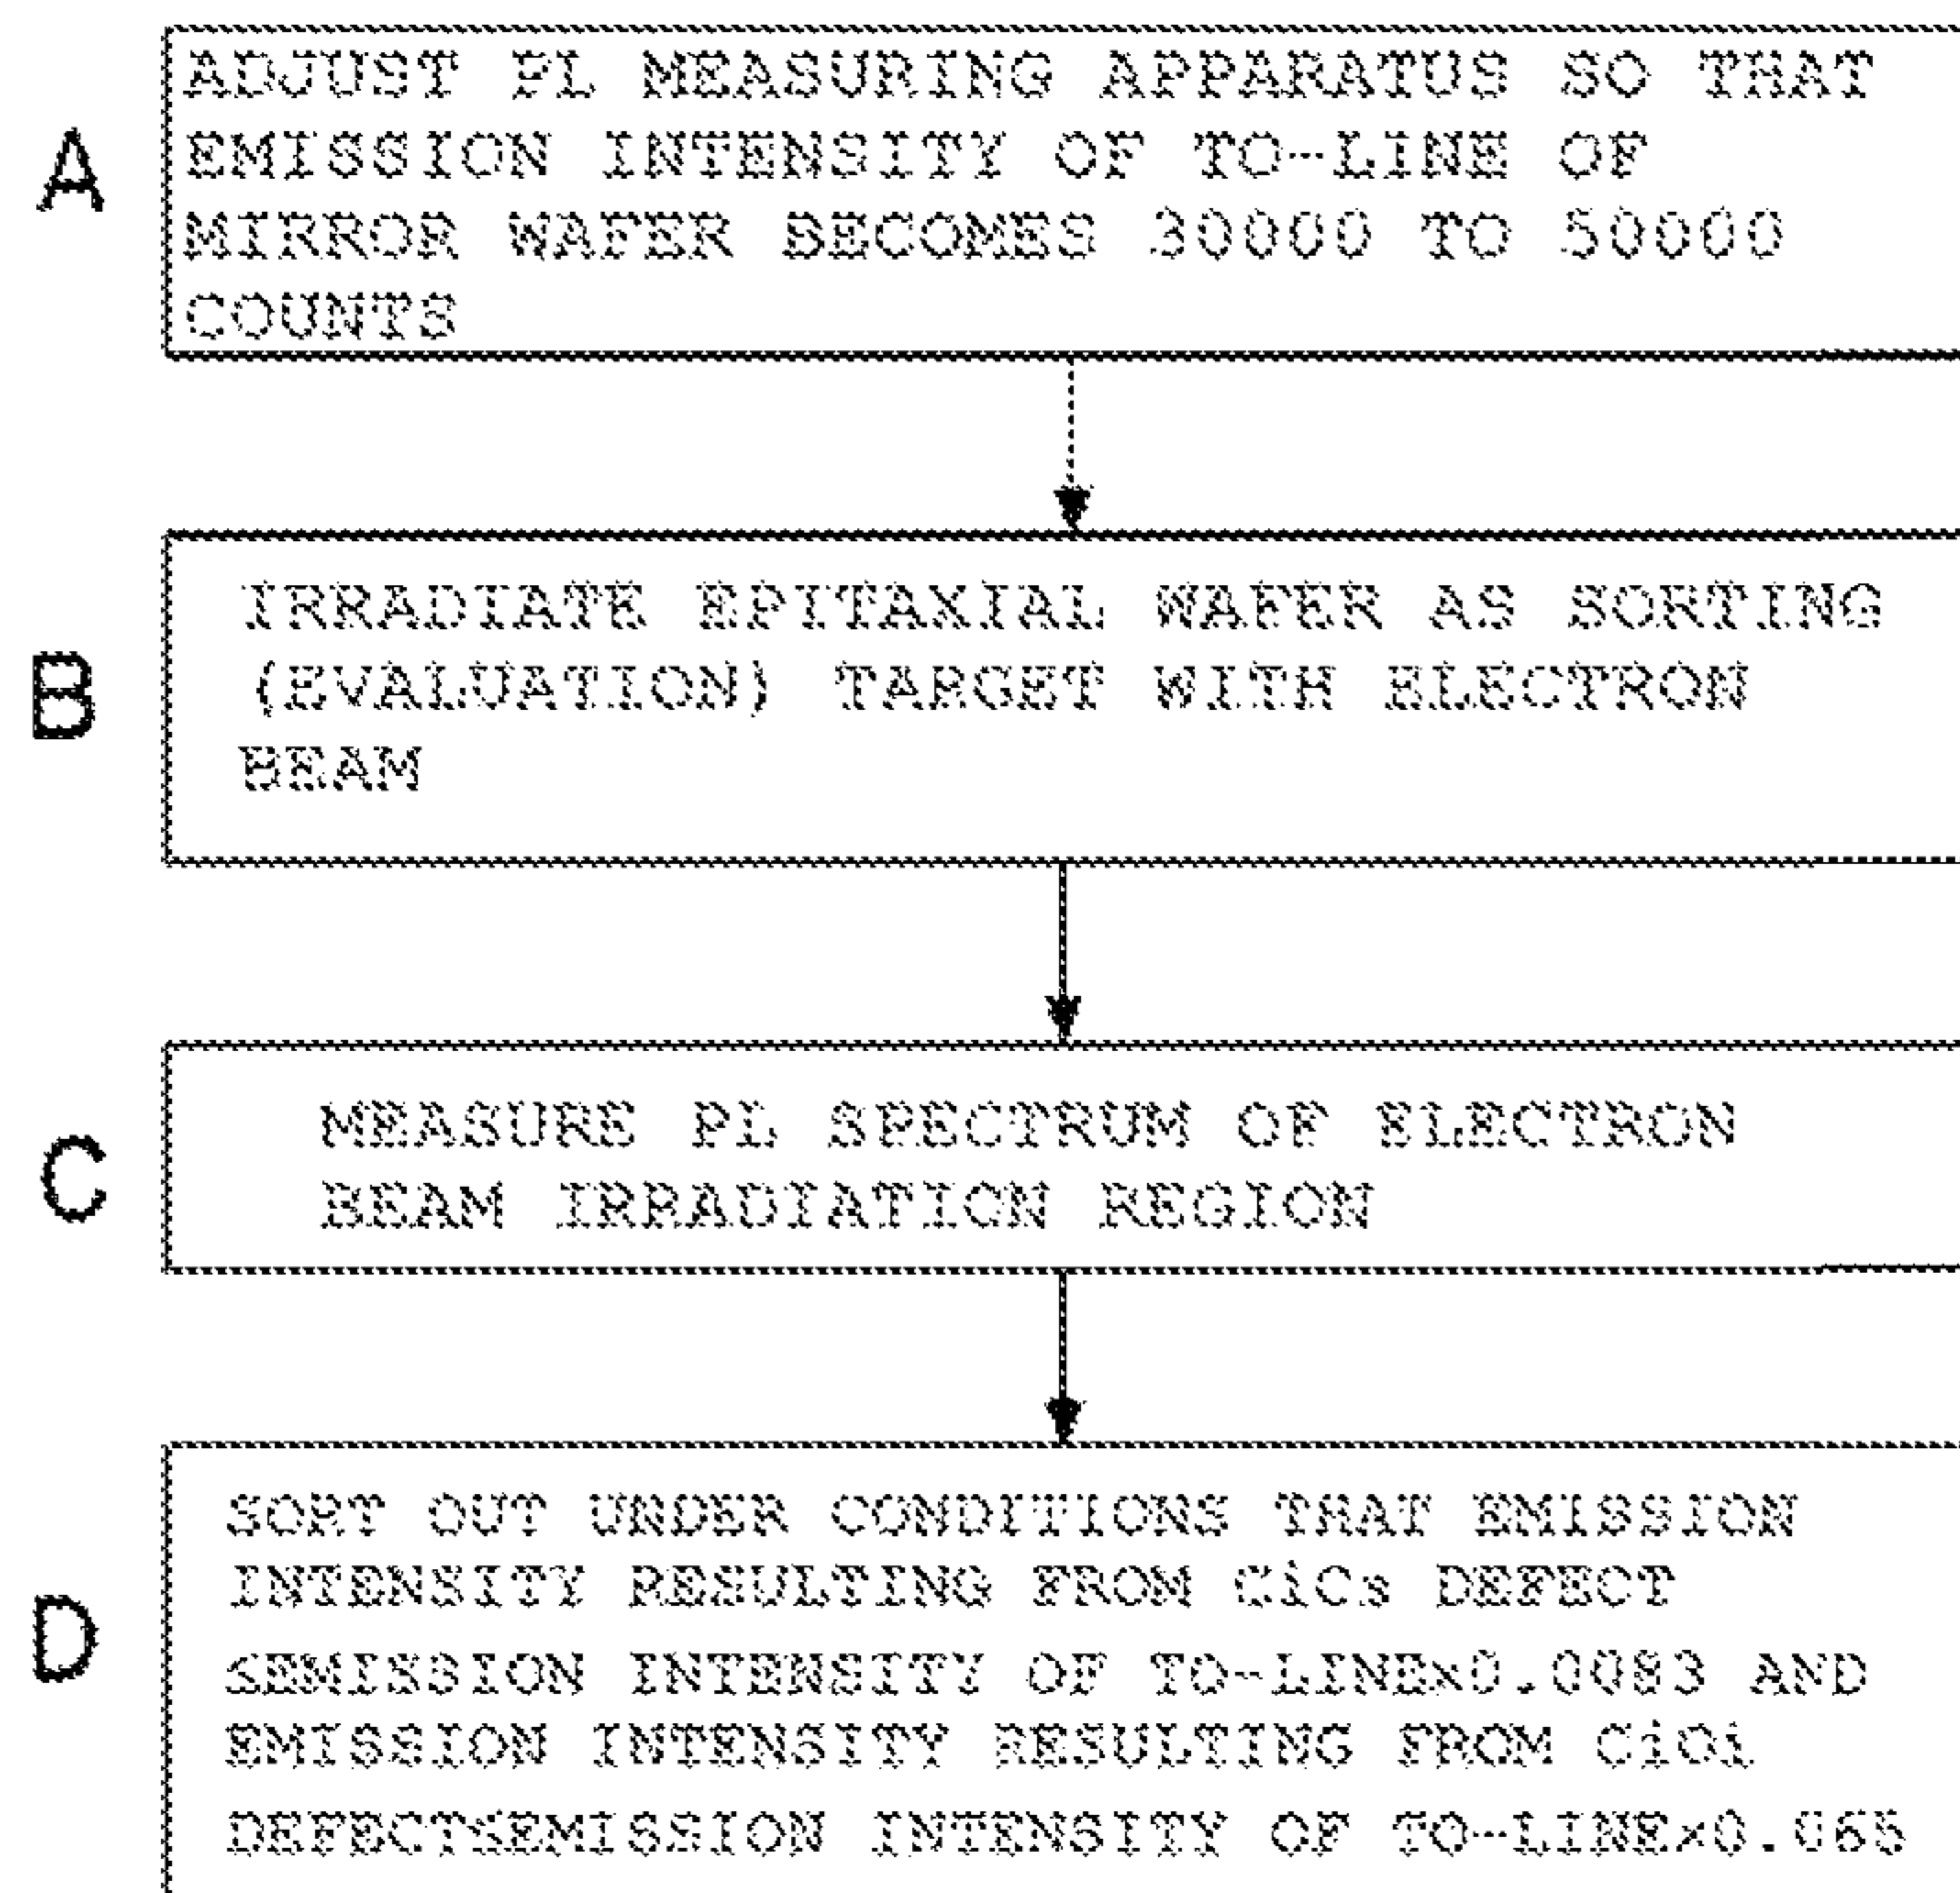 A
ADJUST PL MEASURING APPARATUS SO THAT
EMISSION INTENSITY OF TO-LINE OF
MIRROR WAFER BECOMES 30000 TO 50000
COUNTS
B
IRRADIATE EPITAXIAL WAFER AS SORTING
(EVALUATION) TARGET WITH ELECTRON
BEAM
C
MEASURE PL SPECTRUM OF ELECTRON
BEAM IRRADIATION REGION
D
SORT OUT UNDER CONDITIONS THAT EMISSION
INTENSITY RESULTING FROM CiCs DEFECT
≤EMISSION INTENSITY OF TO-LINE×0.0083 AND
EMISSION INTENSITY RESULTING FROM CiOi
DEFECT≤EMISSION INTENSITY OF TO-LINE×0.065